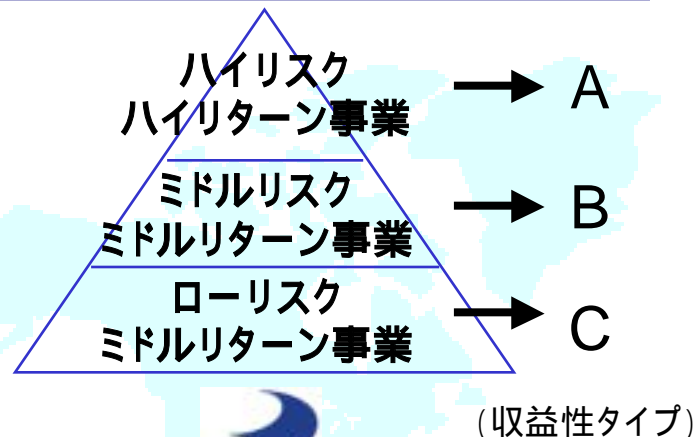 ハイリスク
ハイリターン事業
A
ミドルリスク
ミドルリターン事業
B
ローリスク
ミドルリターン事業
C
(収益性タイプ)